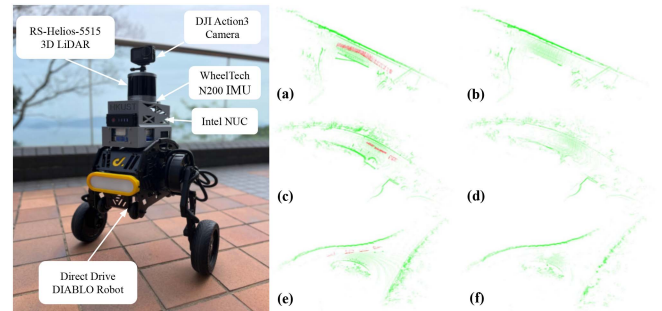 RS-Helios-5515
3D LiDAR
DJI Action3
Camera
WheelTech
N200 IMU
Intel NUC
Direct Drive
DIABLO Robot
(a)
(b)
(c)
(d)
(e)
(f)